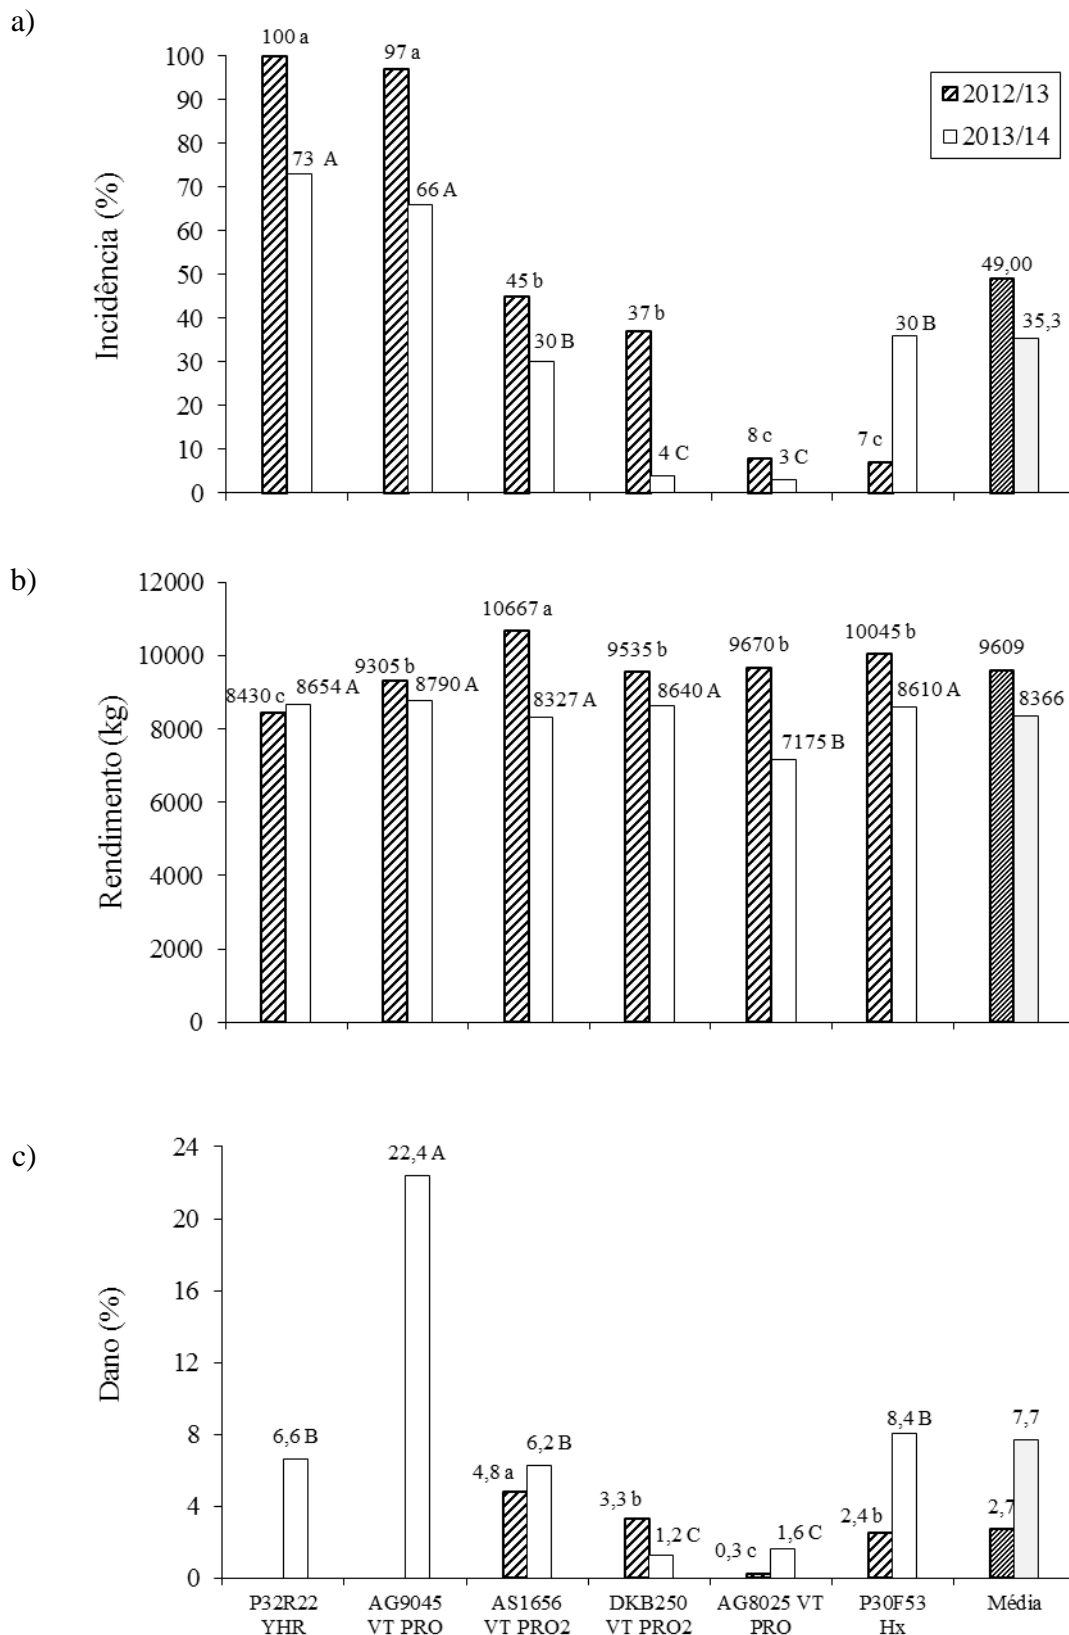 a)
100 a
97 a
100
90
80
70
60
50
40
30
20
10
0
Incidência (%)
2012/13
2013/14
73 A
66 A
45 b
30 B
37 b
4 C
8 c
3 C
7 c
30 B
49,00
35,3
b)
12000
10000
8000
6000
4000
2000
0
Rendimento (kg)
8430 c
8654 A
9305 b
8790 A
10667 a
8327 A
9535 b
8640 A
9670 b
7175 B
10045 b
8610 A
9609
8366
c)
24
20
16
12
8
4
0
Dano (%)
6,6 B
22,4 A
4,8 a
6,2 B
3,3 b
1,2 C
0,3 c
1,6 C
2,4 b
8,4 B
2,7
7,7
P32R22
YHR
AG9045
VT PRO
AS1656
VT PRO2
DKB250
VT PRO2
AG8025 VT
PRO
P30F53
Hx
Média